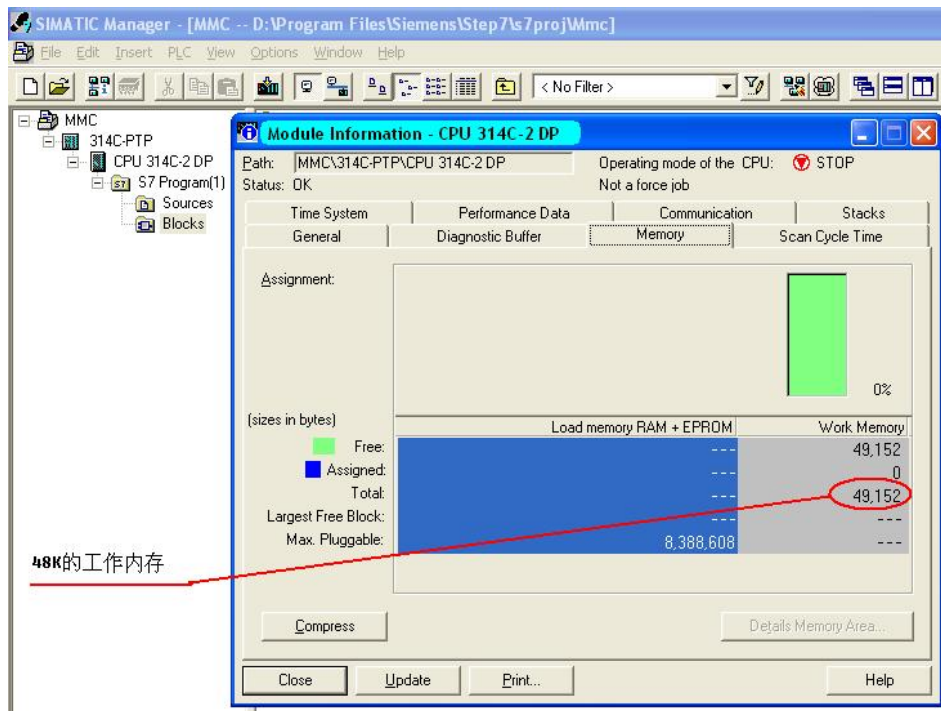 SIMATIC Manager - [MMC -- D:\Program Files\Siemens\Step7\s7proj\Mmc]
File Edit Insert PLC View Options Window Help
< No Filter >
MMC
314C-PTP
CPU 314C-2 DP
S7 Program(1)
Sources
Blocks
Module Information - CPU 314C-2 DP
Path: MMC\314C-PTP\CPU 314C-2 DP Operating mode of the CPU: STOP
Status: OK Not a force job
Time System Performance Data Communication Stacks
General Diagnostic Buffer Memory Scan Cycle Time
Assignment:
0%
(sizes in bytes) Load memory RAM + EPROM Work Memory
Free: --- 49,152
Assigned: --- 0
Total: --- 49,152
Largest Free Block: --- ---
Max. Pluggable: 8,388,608 ---
48K的工作内存
Compress Details Memory Area...
Close Update Print... Help